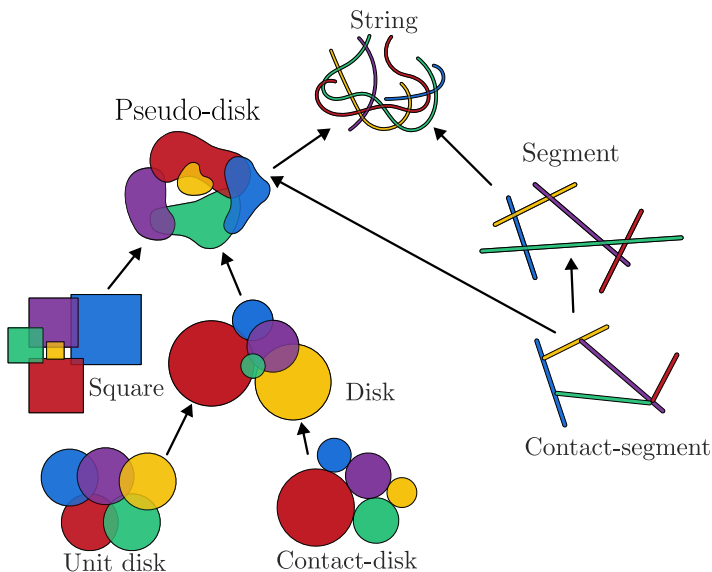 String
Pseudo-disk
Segment
Square
Disk
Contact-segment
Unit disk
Contact-disk